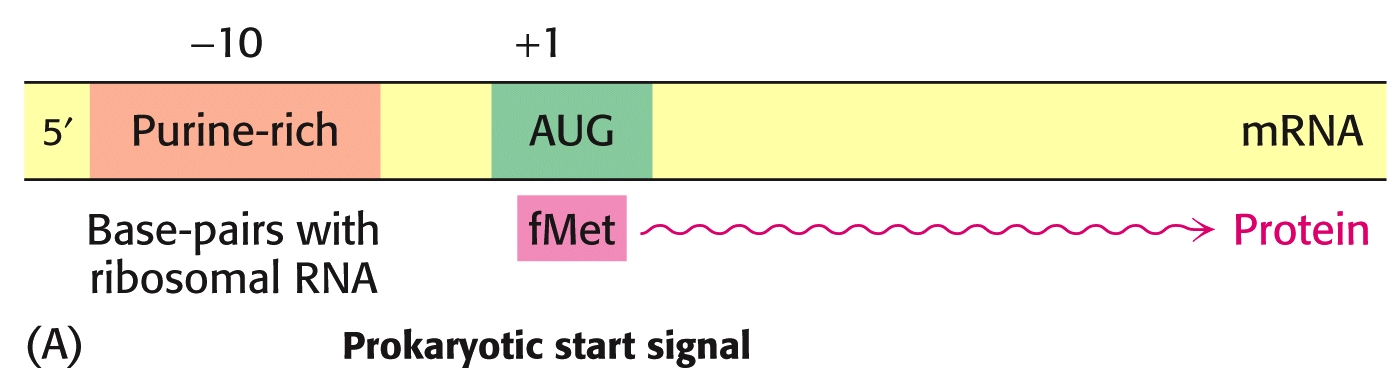 −10 +1
5′ Purine-rich AUG mRNA
Base-pairs with
ribosomal RNA
fMet Protein
(A) Prokaryotic start signal